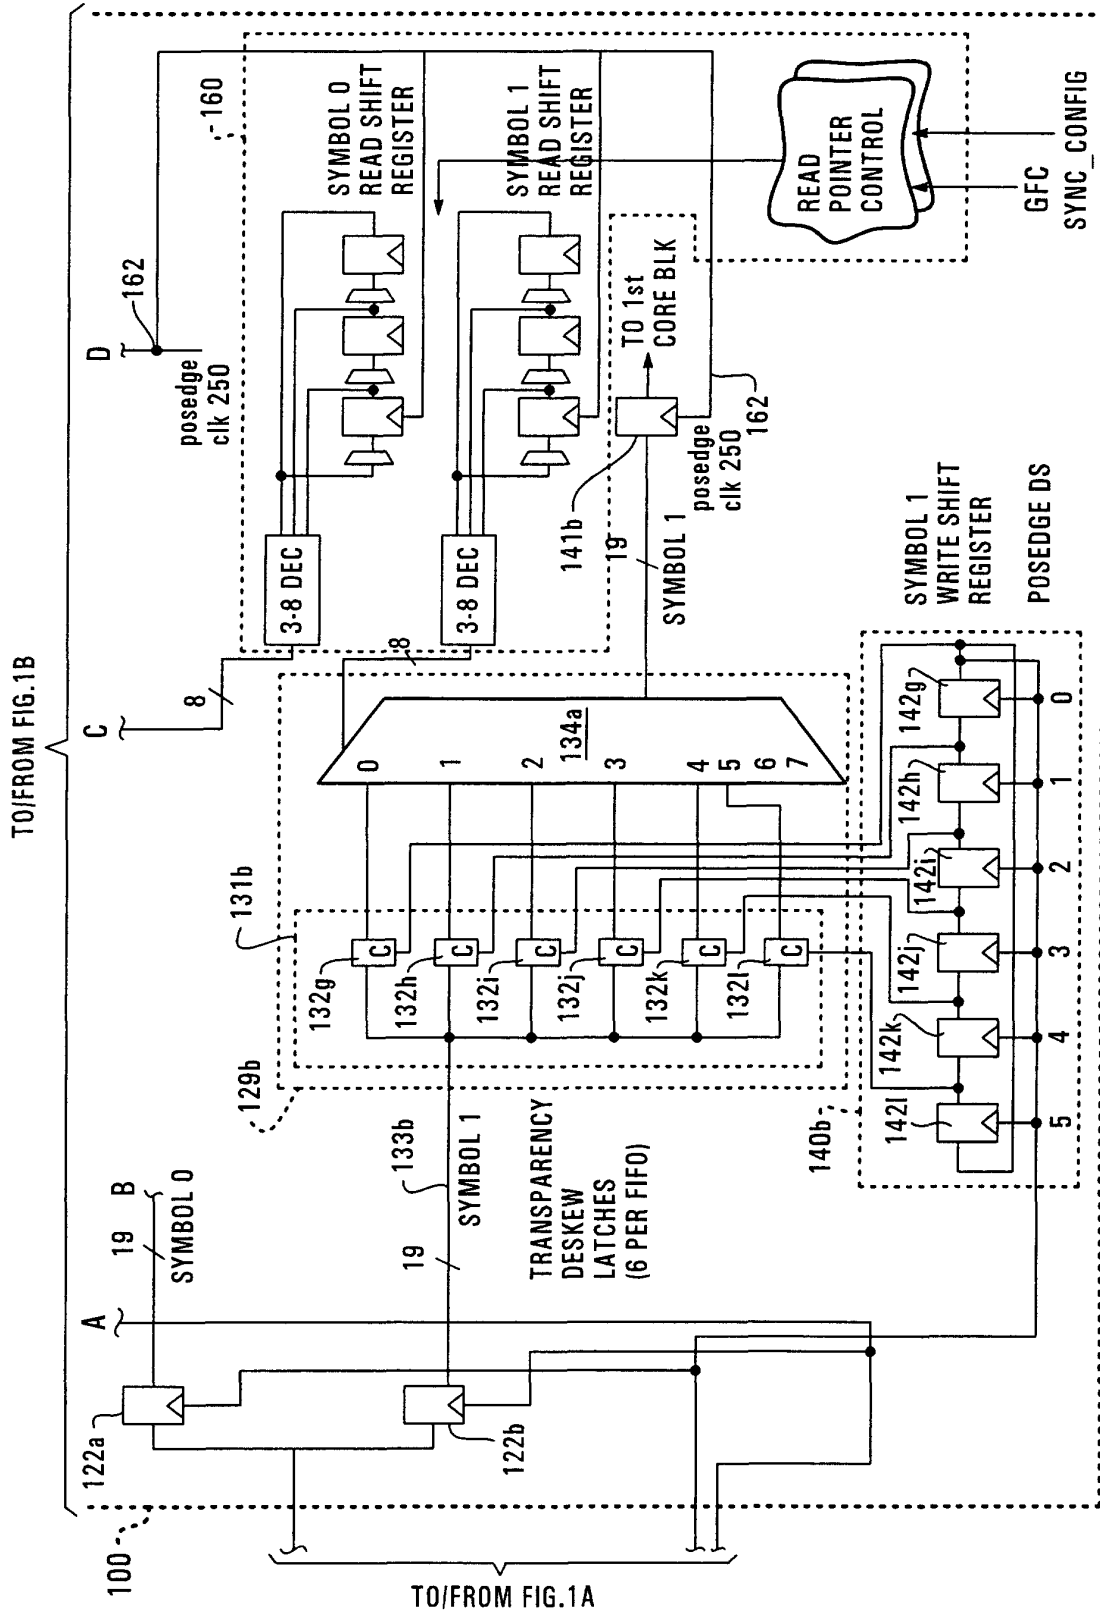 TO/FROM FIG.1B
100
122a
122b
A
19
B
SYMBOL 0
C
8
D
162
posedge
clk 250
160
SYMBOL 0
READ SHIFT
REGISTER
SYMBOL 1
READ SHIFT
REGISTER
3-8 DEC
3-8 DEC
8
129b
131b
19
133b
SYMBOL 1
132g
C
0
132h
C
1
132i
C
2
132j
C
3
132k
C
4
132l
C
5
6
7
134a
TRANSPARENCY
DESKEW
LATCHES
(6 PER FIFO)
141b
19
SYMBOL 1
TO 1st
CORE BLK
posedge
clk 250
162
READ
POINTER
CONTROL
GFC
SYNC_CONFIG
140b
142l
142k
142j
142i
142h
142g
5
4
3
2
1
0
SYMBOL 1
WRITE SHIFT
REGISTER
POSEDGE DS
TO/FROM FIG.1A